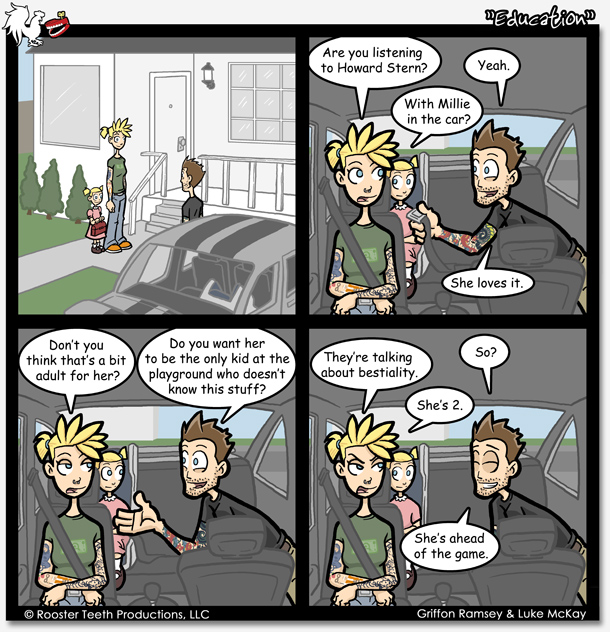 "Education"
Are you listening
to Howard Stern?
Yeah.
With Millie
in the car?
She loves it.
Don't you
think that's a bit
adult for her?
Do you want her
to be the only kid at the
playground who doesn't
know this stuff?
They're talking
about bestiality.
So?
She's 2.
She's ahead
of the game.
© Rooster Teeth Productions, LLC
Griffon Ramsey & Luke McKay